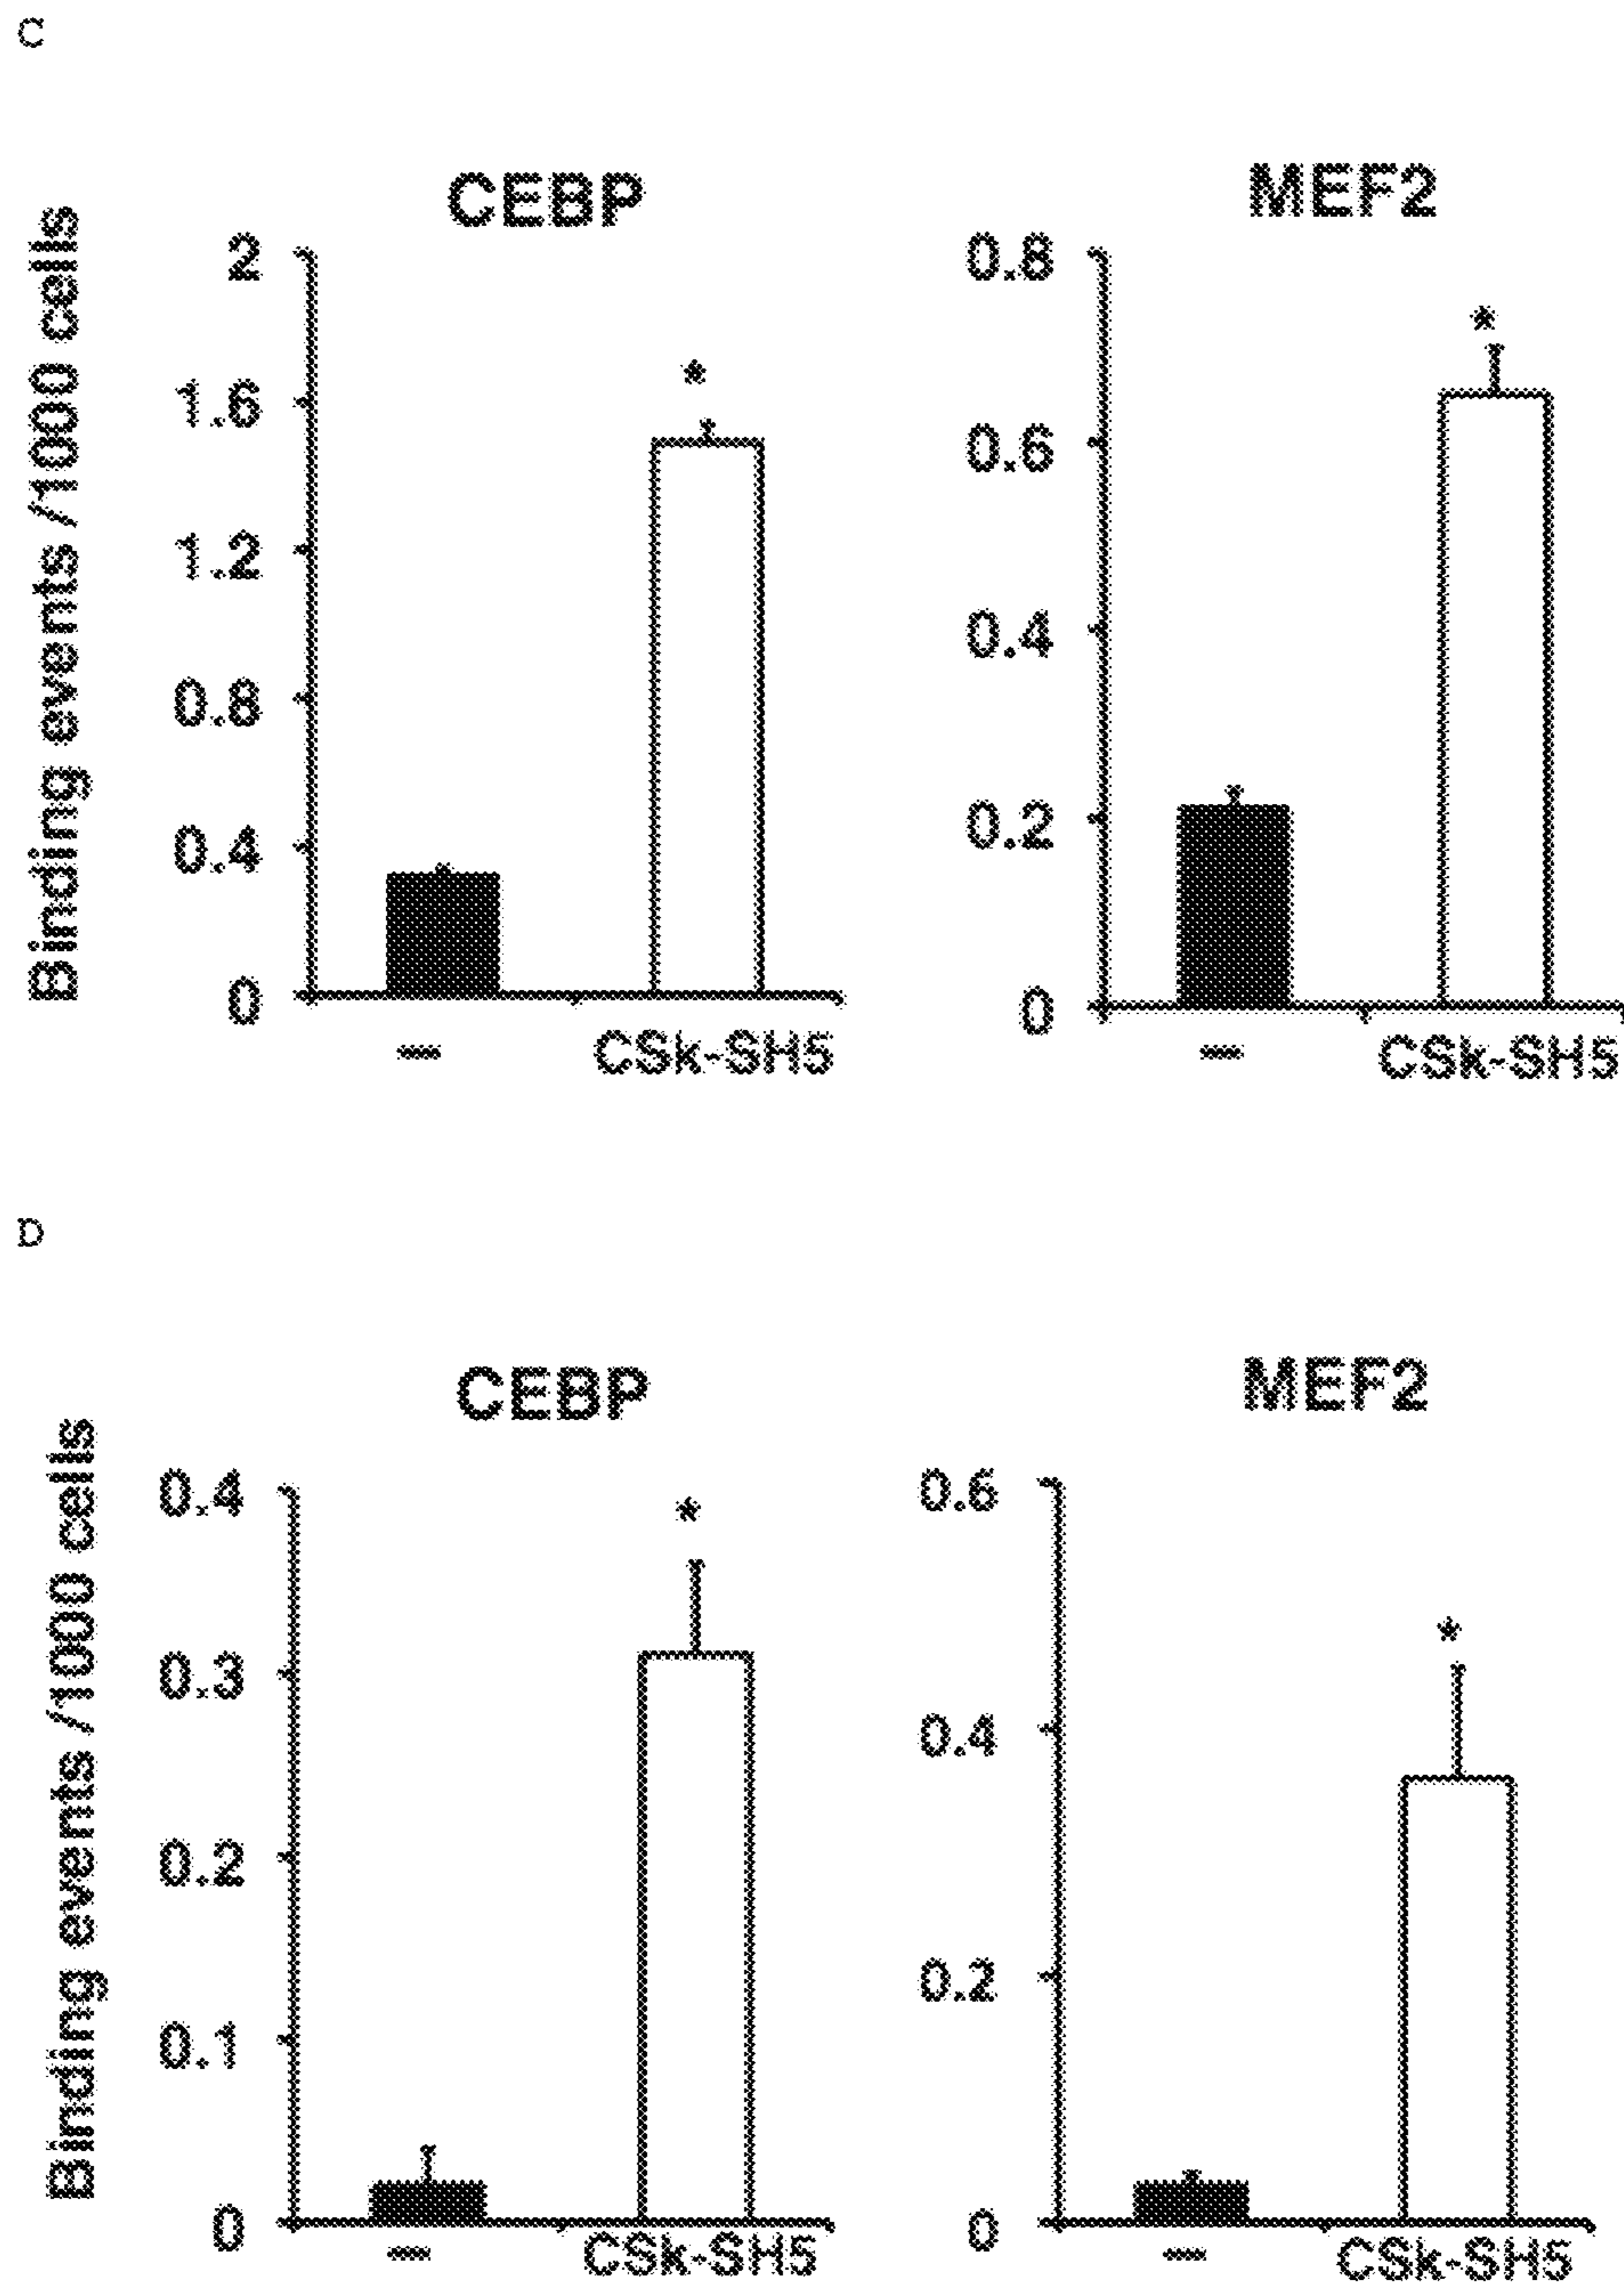 C
CEBP
MEF2
Binding events /1000 cells
2
1.6
1.2
0.8
0.4
0
0.8
0.6
0.4
0.2
0
*
*
– CSk-SH5
– CSk-SH5
D
CEBP
MEF2
Binding events /1000 cells
0.4
0.3
0.2
0.1
0
0.6
0.4
0.2
0
*
*
– CSk-SH5
– CSk-SH5